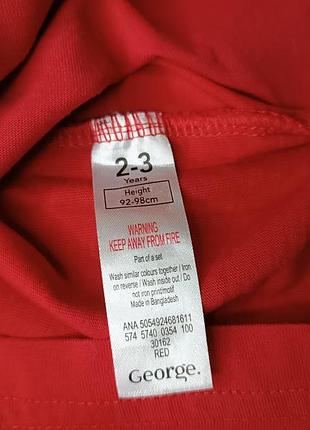 2-3
Years
Height
92-98cm
WARNING
KEEP AWAY FROM FIRE
Part of a set
Wash similar colours together / Iron
on reverse / Wash inside out / Do
not iron print/motif
Made in Bangladesh
ANA 5054924681611
574 5740 0354 100
30162
RED
George.